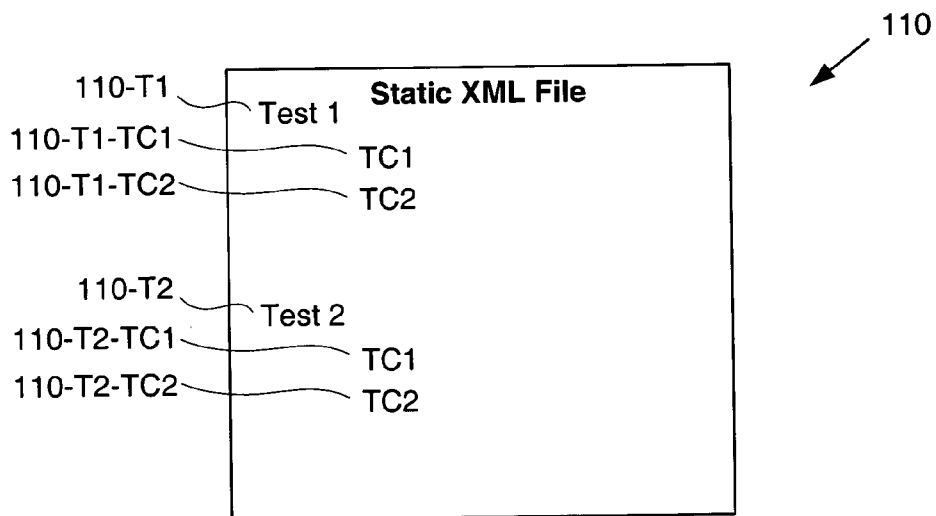 110
Static XML File
110-T1 Test 1
110-T1-TC1 TC1
110-T1-TC2 TC2
110-T2 Test 2
110-T2-TC1 TC1
110-T2-TC2 TC2